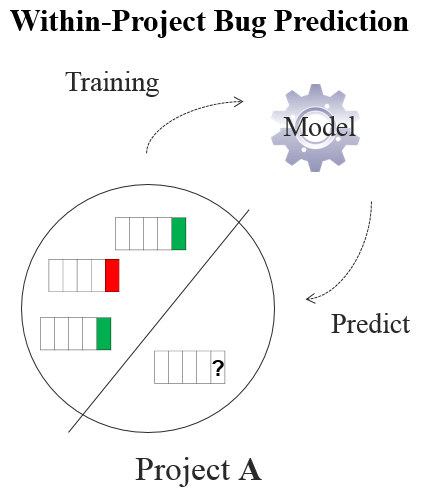 Within-Project Bug Prediction
Training
Model
Predict
?
Project A